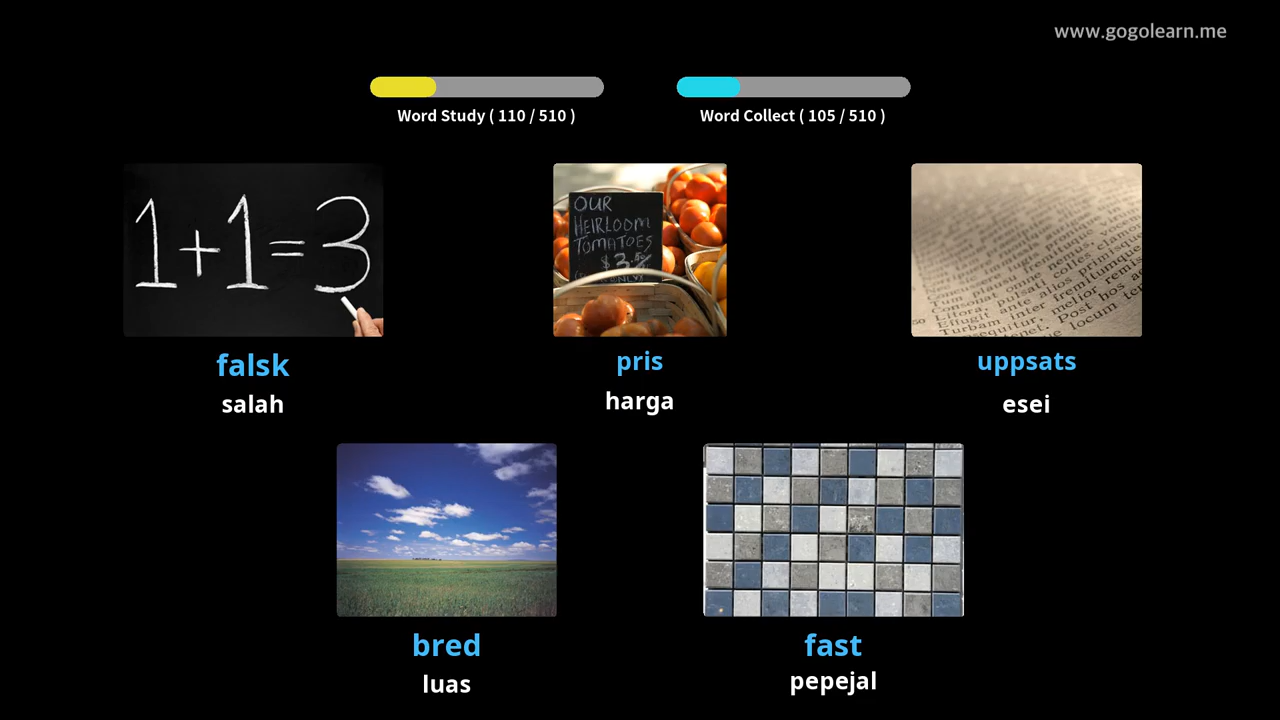 www.gogolearn.me
Word Study ( 110 / 510 )
Word Collect ( 105 / 510 )
1+1=3
OUR
HEIRLOOM
TOMATOES
falsk
salah
pris
harga
uppsats
esei
bred
luas
fast
pepejal